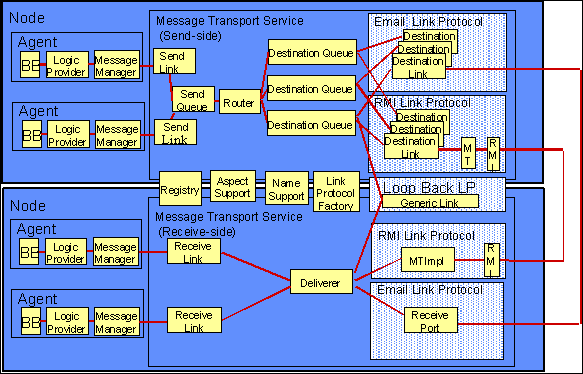 Node
Message Transport Service
(Send-side)
Email Link Protocol
Agent
BB
Logic
Provider
Message
Manager
Send
Link
Destination Queue
Destination
Destination
Destination
Link
Send
Queue
Router
Destination Queue
Agent
BB
Logic
Provider
Message
Manager
Send
Link
Destination Queue
RMI Link Protocol
Destination
Destination
Destination
Link
M
T
R
M
I
Registry
Aspect
Support
Name
Support
Link
Protocol
Factory
Loop Back LP
Generic Link
Node
Message Transport Service
(Receive-side)
Agent
BB
Logic
Provider
Message
Manager
Receive
Link
RMI Link Protocol
MTImpl
R
M
I
Deliverer
Email Link Protocol
Agent
BB
Logic
Provider
Message
Manager
Receive
Link
Receive
Port